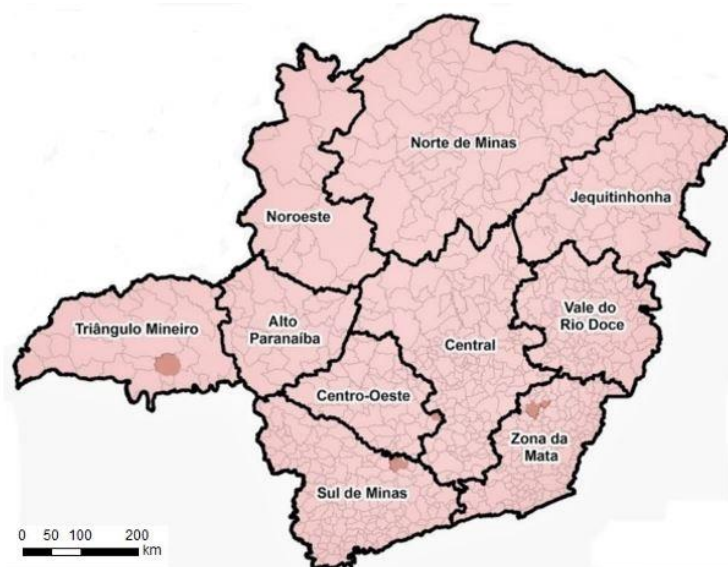 Norte de Minas
Jequitinhonha
Noroeste
Triângulo Mineiro
Alto
Paranaíba
Central
Vale do
Rio Doce
Centro-Oeste
Zona da
Mata
Sul de Minas
0 50 100 200
km